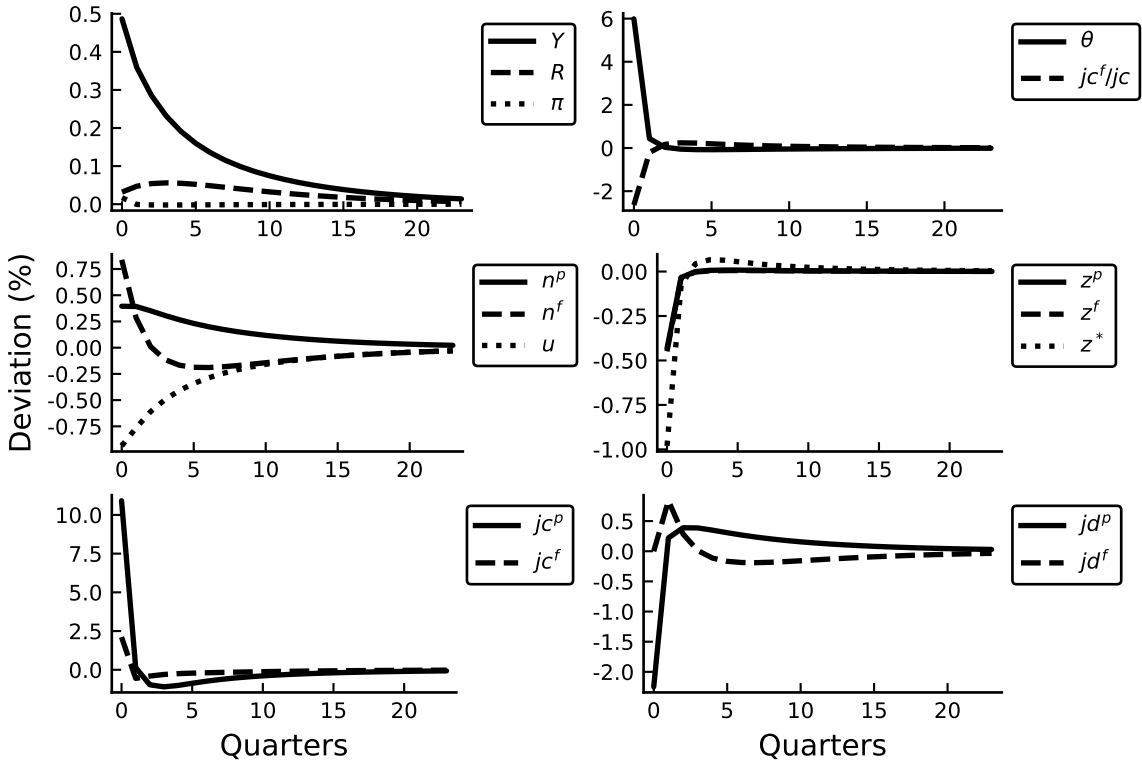 0.5
0.4
0.3
0.2
0.1
0.0
0 5 10 15 20
Y
R
π
6
4
2
0
-2
0 5 10 15 20
θ
jc^f/jc
Deviation (%)
0.75
0.50
0.25
0.00
-0.25
-0.50
-0.75
0 5 10 15 20
n^p
n^f
u
0.00
-0.25
-0.50
-0.75
-1.00
0 5 10 15 20
z^p
z^f
z^*
10.0
7.5
5.0
2.5
0.0
0 5 10 15 20
Quarters
jc^p
jc^f
0.5
0.0
-0.5
-1.0
-1.5
-2.0
0 5 10 15 20
Quarters
jd^p
jd^f